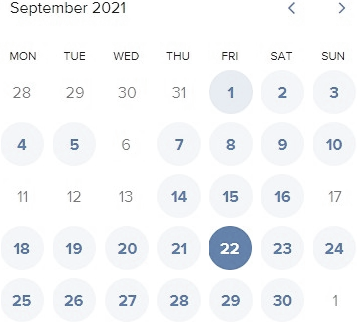 September 2021
MON TUE WED THU FRI SAT SUN
28 29 30 31 1 2 3
4 5 6 7 8 9 10
11 12 13 14 15 16 17
18 19 20 21 22 23 24
25 26 27 28 29 30 1